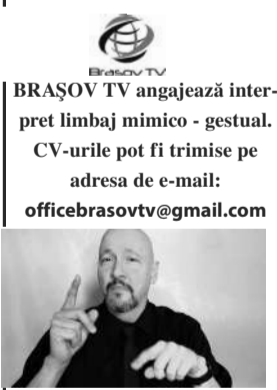 Braşov TV
BRAŞOV TV angajează inter-
pret limbaj mimico - gestual.
CV-urile pot fi trimise pe
adresa de e-mail:
officebrasovtv@gmail.com